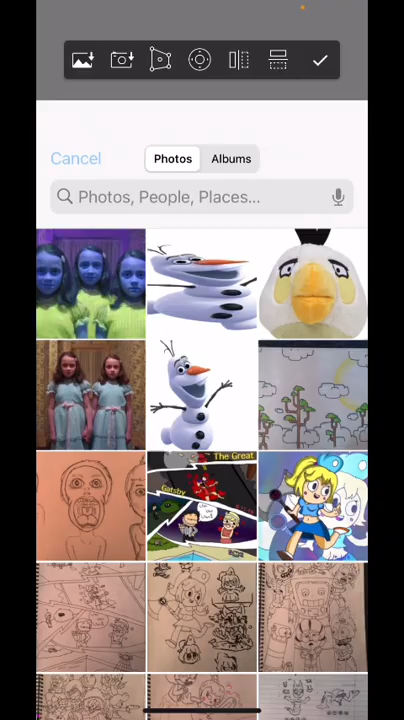 Cancel
Photos
Albums
Photos, People, Places...
The Great
Gatsby